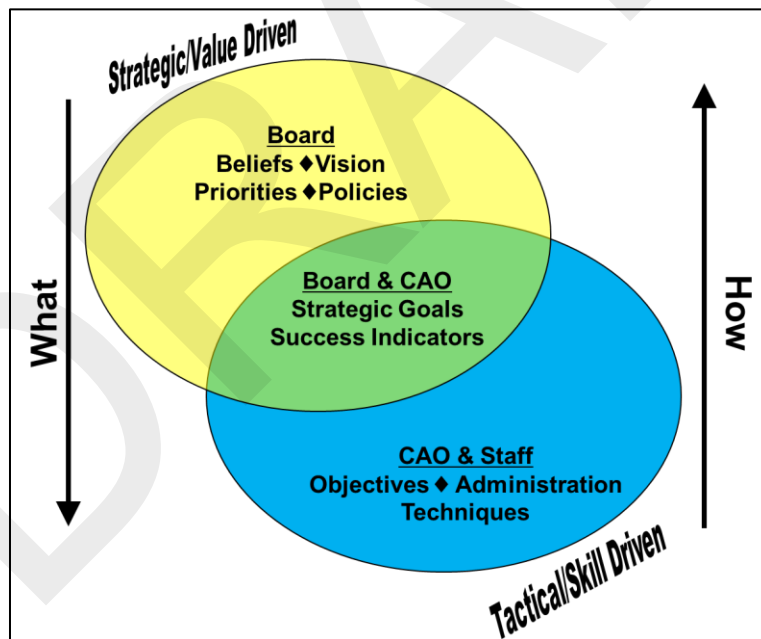 Strategic/Value Driven
Board
Beliefs ♦Vision
Priorities ♦Policies
What
Board & CAO
Strategic Goals
Success Indicators
How
CAO & Staff
Objectives ♦ Administration
Techniques
Tactical/Skill Driven
DRA